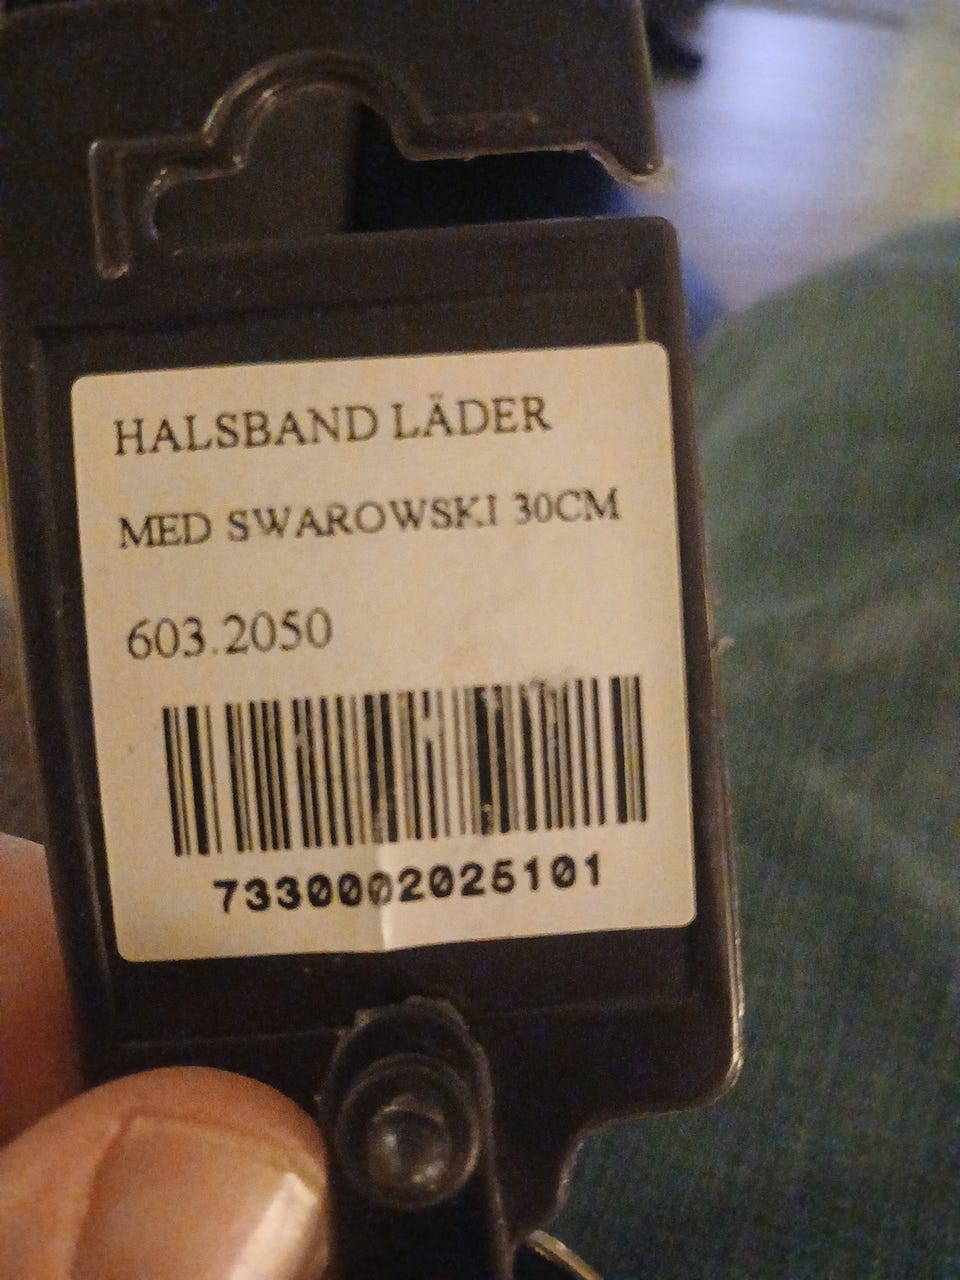 HALSBAND LÄDER
MED SWAROWSKI 30CM
603.2050
7330002025101